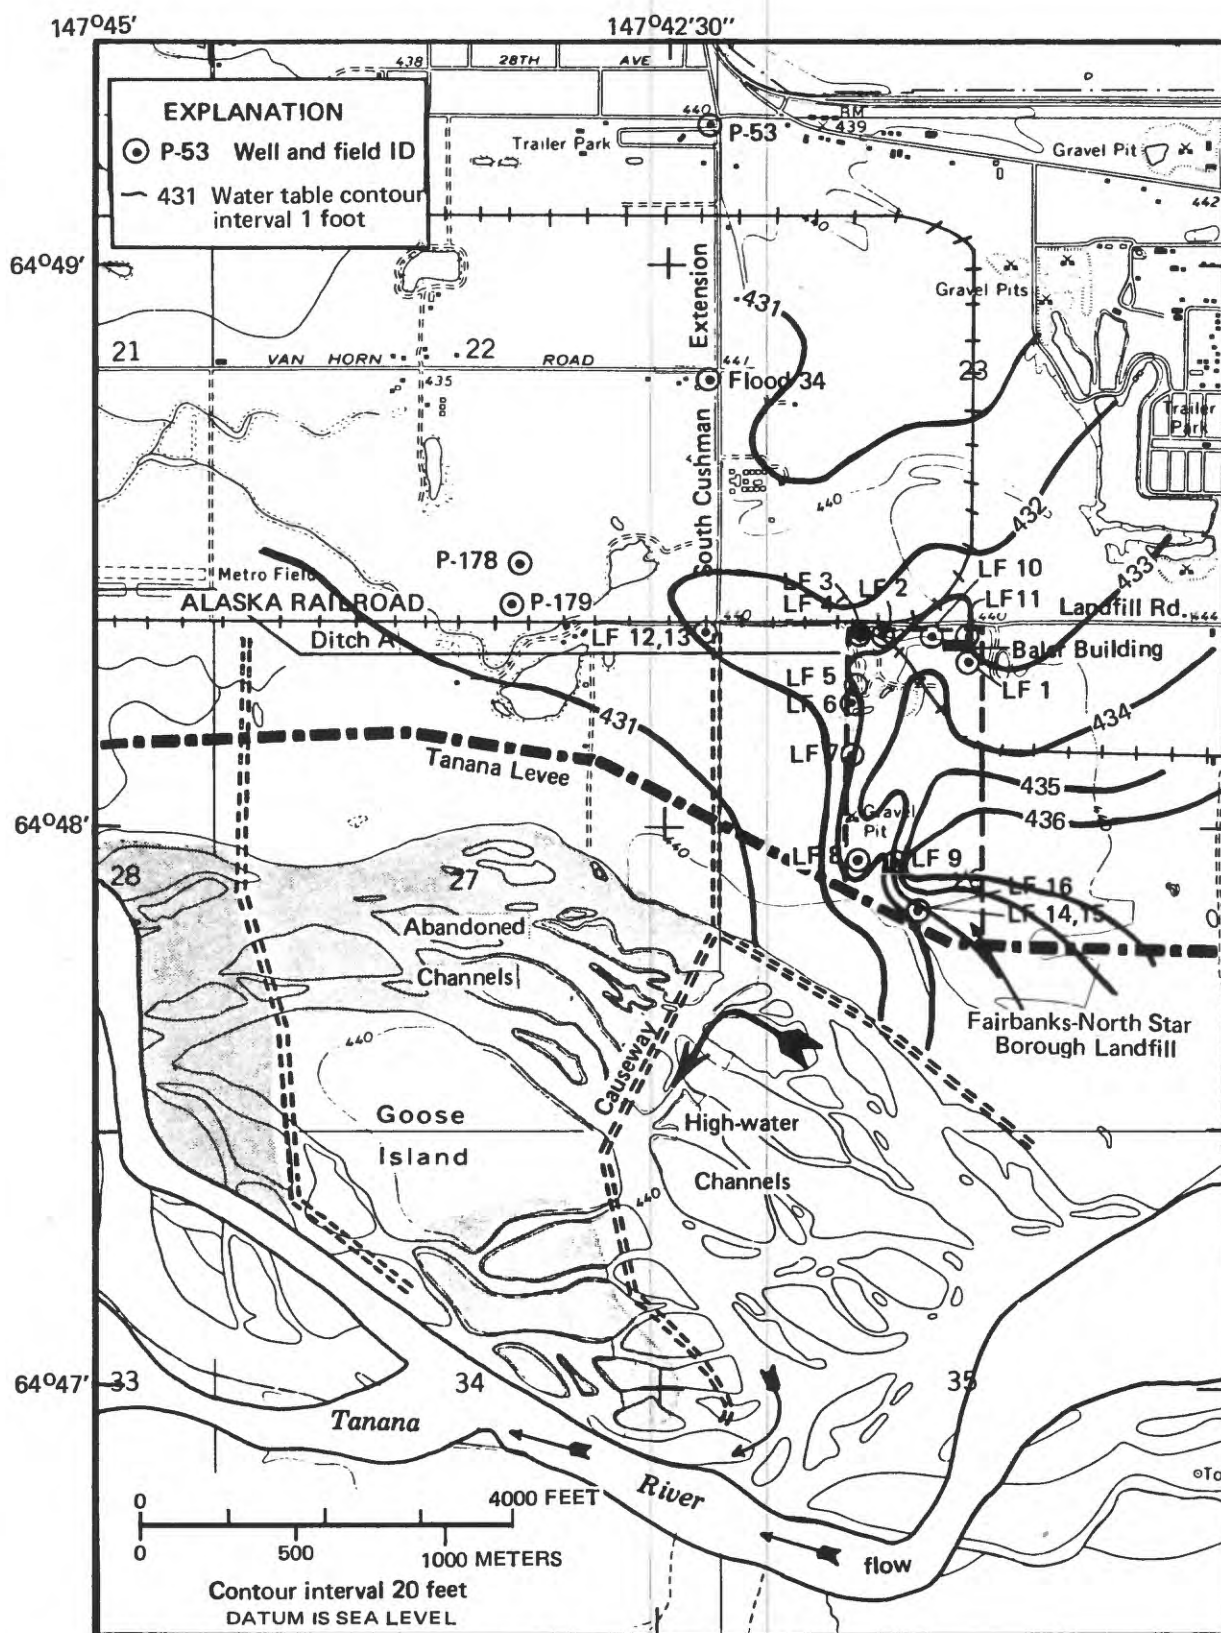 147°45'
147°42'30"
438
28TH AVE
EXPLANATION
P-53 Well and field ID
431 Water table contour
interval 1 foot
440
BM
439
P-53
Trailer Park
Gravel Pit
442
64°49'
440
Gravel Pits
South Cushman Extension
431
21
VAN HORN ROAD
22
441
435
Flood 34
23
Trailer
Park
440
432
433
P-178
Metro Field
P-179
ALASKA RAILROAD
Ditch A
LF 12,13
440
LF 3
LF 2
LF 4
LF 10
LF 11
440
Landfill Rd.
444
Baler Building
LF 1
LF 5
LF 6
LF 7
431
434
Tanana Levee
435
436
Gravel
Pit
440
440
64°48'
LF 8
LF 9
28
27
LF 16
LF 14,15
Abandoned
Channels
Fairbanks-North Star
Borough Landfill
440
Causeway
Goose
Island
High-water
Channels
440
64°47'
33
34
35
Tanana
River
flow
0
4000 FEET
0
500
1000 METERS
Contour interval 20 feet
DATUM IS SEA LEVEL